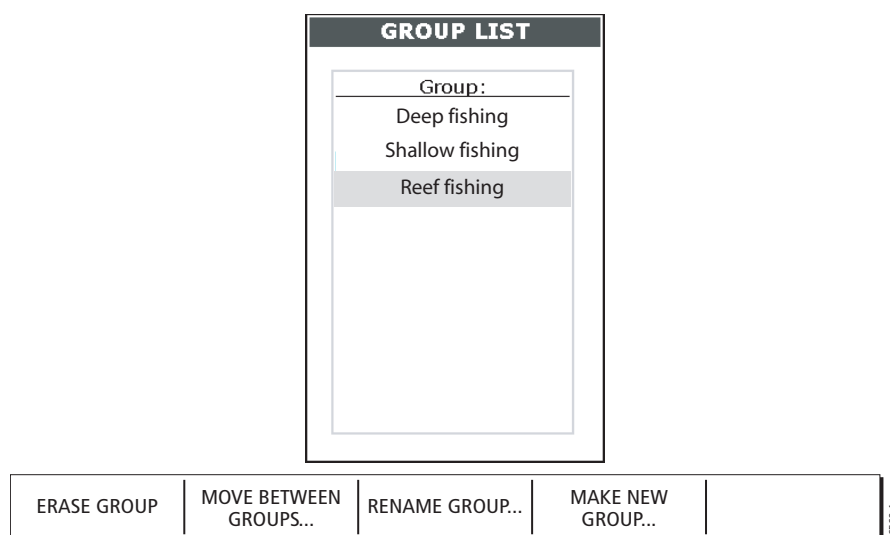 GROUP LIST
Group:
Deep fishing
Shallow fishing
Reef fishing
ERASE GROUP
MOVE BETWEEN
GROUPS...
RENAME GROUP...
MAKE NEW
GROUP...